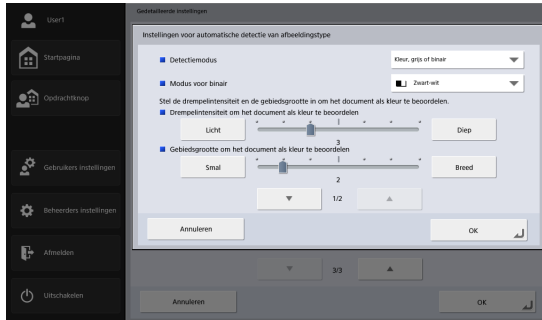 User1
Gedetailleerde instellingen
Instellingen voor automatische detectie van afbeeldingstype
Startpagina
Opdrachtknop
Gebruikers instellingen
Beheerders instellingen
Afmelden
Uitschakelen
Detectiemodus
Kleur, grijs of binair
Modus voor binair
Zwart-wit
Stel de drempelintensiteit en de gebiedsgrootte in om het document als kleur te beoordelen.
Drempelintensiteit om het document als kleur te beoordelen
Licht
Diep
3
Gebiedsgrootte om het document als kleur te beoordelen
Smal
Breed
2
1/2
Annuleren
OK
3/3
Annuleren
OK